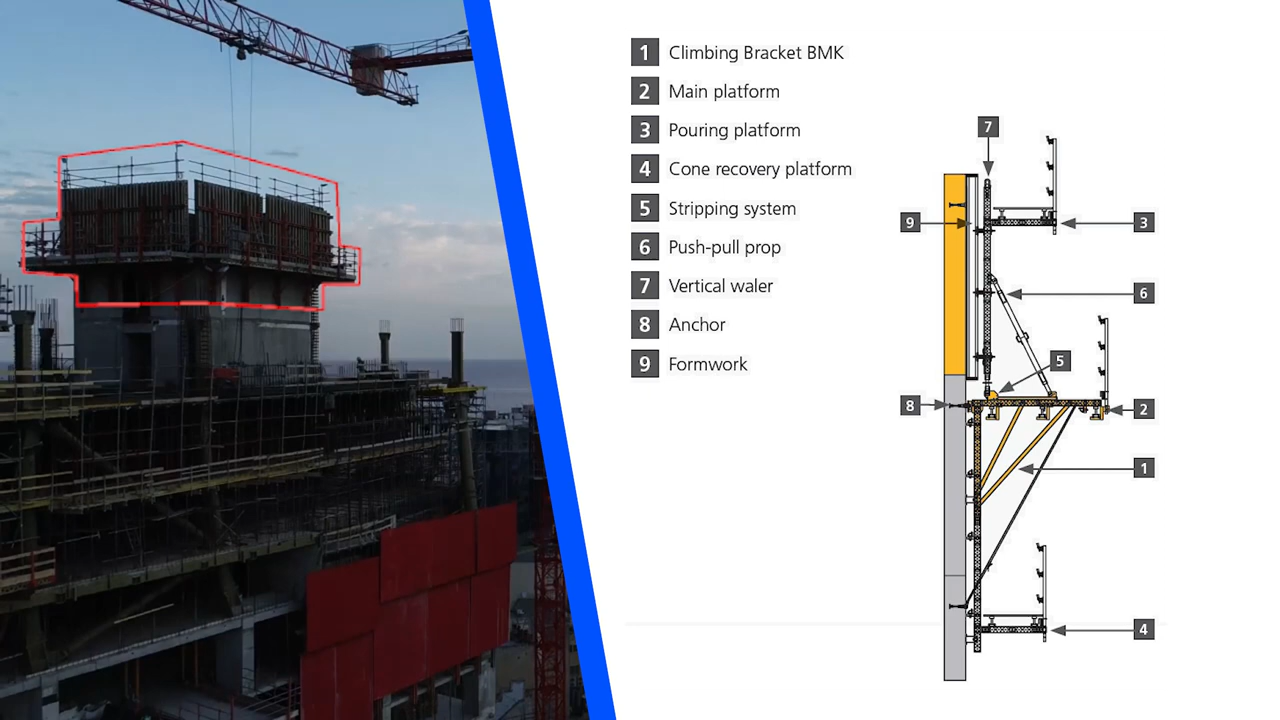 1 Climbing Bracket BMK
2 Main platform
3 Pouring platform
4 Cone recovery platform
5 Stripping system
6 Push-pull prop
7 Vertical waler
8 Anchor
9 Formwork
7
9
3
6
5
8
2
1
4